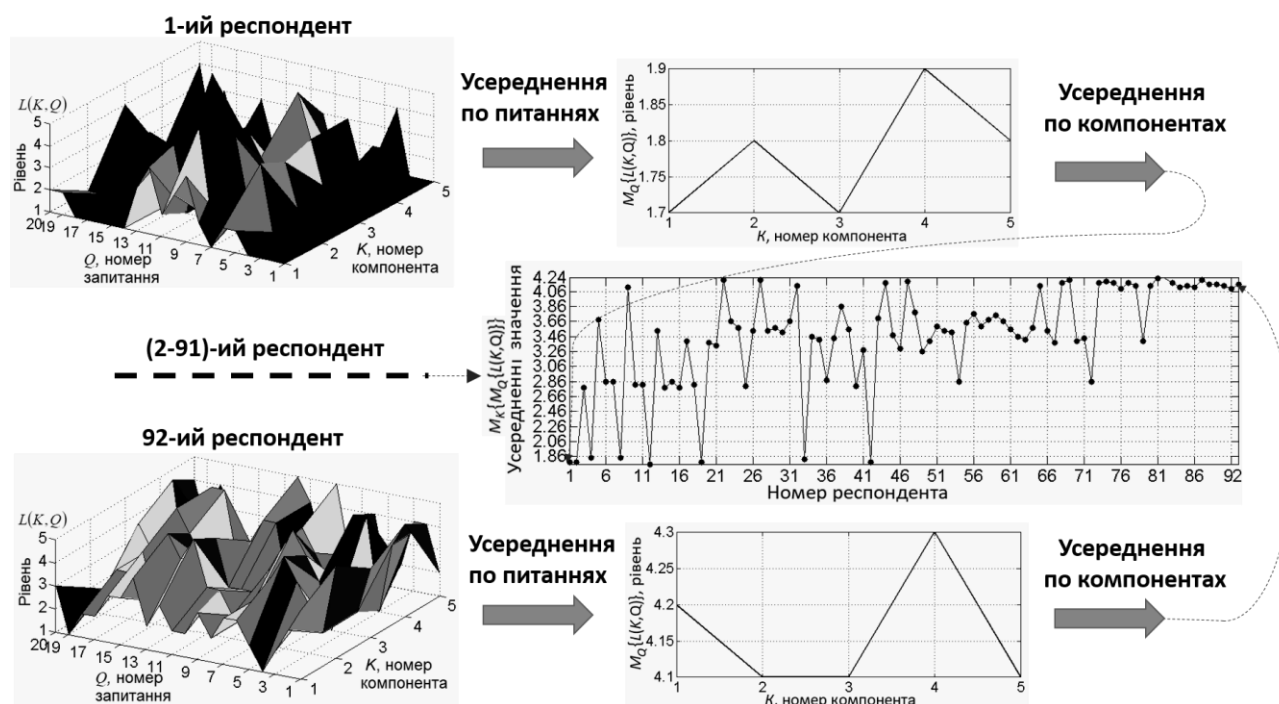 1-ий респондент
L(K,Q)
Рівень
5
4
3
2
1
20
19
17
15
13
11
9
7
5
3
1
Q, номер
запитання
1
2
3
4
5
K, номер
компонента
Усереднення
по питаннях
M_Q{L(K,Q)}, рівень
1.9
1.85
1.8
1.75
1.7
1
2
3
4
5
K, номер компонента
Усереднення
по компонентах
(2-91)-ий респондент
M_K{M_Q{L(K,Q)}}
Усередненні значення
4.24
4.06
3.86
3.66
3.46
3.26
3.06
2.86
2.66
2.46
2.26
2.06
1.86
1 6 11 16 21 26 31 36 41 46 51 56 61 66 71 76 81 86 92
Номер респондента
92-ий респондент
L(K,Q)
Рівень
5
4
3
2
1
20
19
17
15
13
11
9
7
5
3
1
Q, номер
запитання
1
2
3
4
5
K, номер
компонента
Усереднення
по питаннях
M_Q{L(K,Q)}, рівень
4.3
4.25
4.2
4.15
4.1
1
2
3
4
5
K, номер компонента
Усереднення
по компонентах